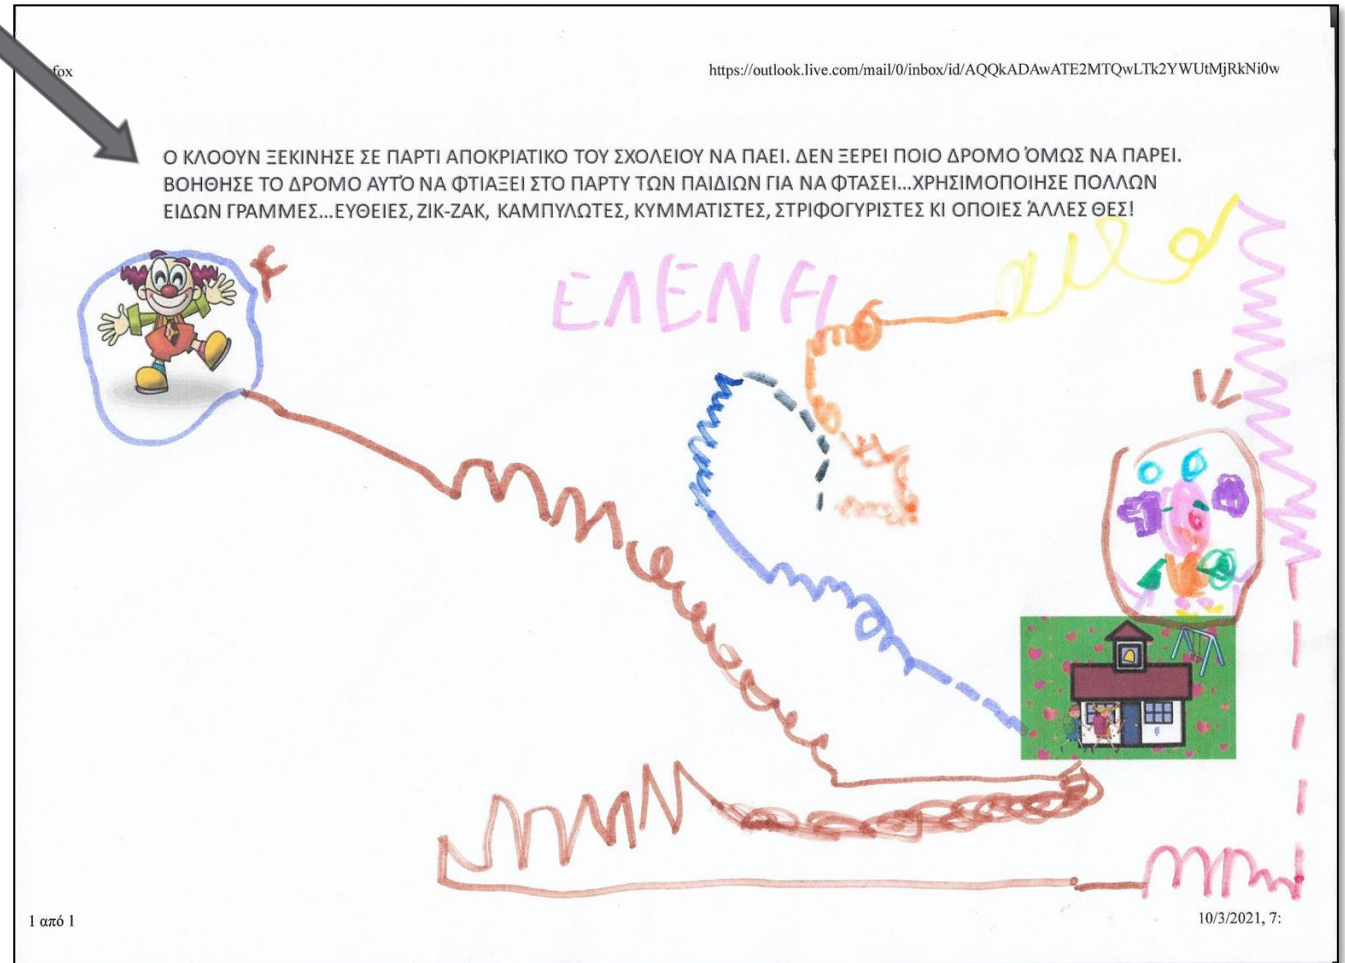 fox
https://outlook.live.com/mail/0/inbox/id/AQQkADAwATE2MTQwLTk2YWUtMjRkNi0w
Ο ΚΛΟΟΥΝ ΞΕΚΙΝΗΣΕ ΣΕ ΠΑΡΤΙ ΑΠΟΚΡΙΑΤΙΚΟ ΤΟΥ ΣΧΟΛΕΙΟΥ ΝΑ ΠΑΕΙ. ΔΕΝ ΞΕΡΕΙ ΠΟΙΟ ΔΡΟΜΟ ΌΜΩΣ ΝΑ ΠΑΡΕΙ.
ΒΟΗΘΗΣΕ ΤΟ ΔΡΟΜΟ ΑΥΤΌ ΝΑ ΦΤΙΑΞΕΙ ΣΤΟ ΠΑΡΤΥ ΤΩΝ ΠΑΙΔΙΩΝ ΓΙΑ ΝΑ ΦΤΑΣΕΙ...ΧΡΗΣΙΜΟΠΟΙΗΣΕ ΠΟΛΛΩΝ
ΕΙΔΩΝ ΓΡΑΜΜΕΣ...ΕΥΘΕΙΕΣ, ΖΙΚ-ΖΑΚ, ΚΑΜΠΥΛΩΤΕΣ, ΚΥΜΜΑΤΙΣΤΕΣ, ΣΤΡΙΦΟΓΥΡΙΣΤΕΣ ΚΙ ΟΠΟΙΕΣ ΆΛΛΕΣ ΘΕΣ!
ΕΛΕΝΗ
1 από 1
10/3/2021, 7: